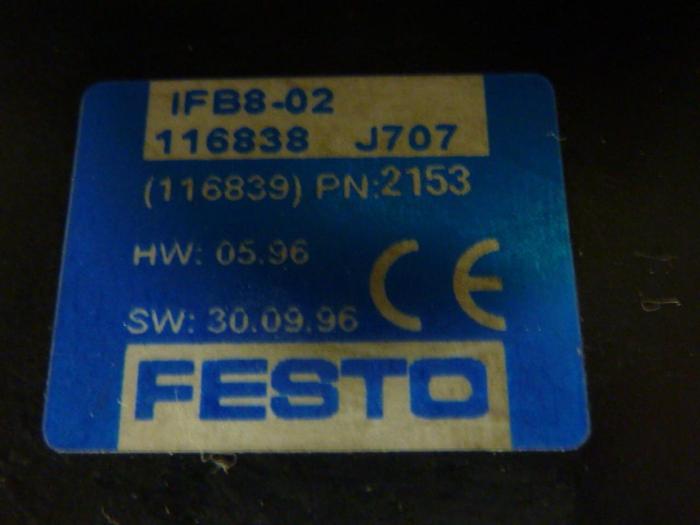 IFB8-02
116838 J707
(116839) PN:2153
HW: 05.96
CE
SW: 30.09.96
FESTO